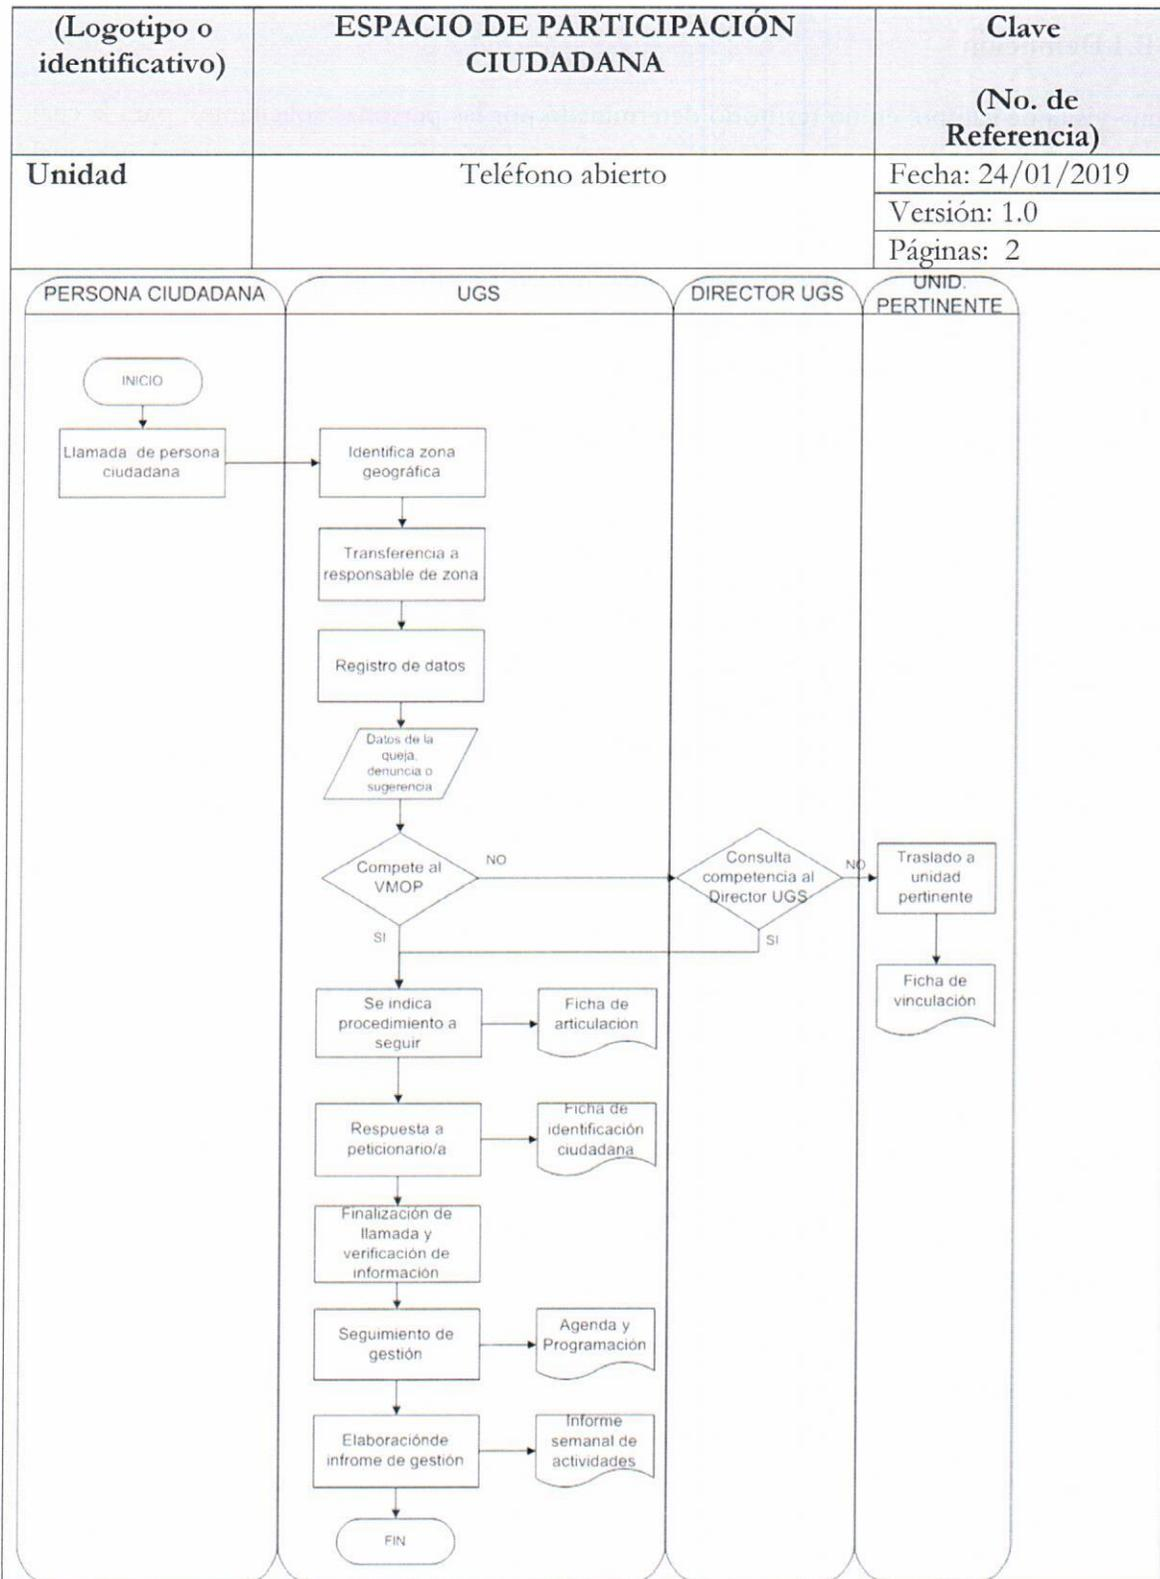 (Logotipo o
identificativo)
ESPACIO DE PARTICIPACIÓN
CIUDADANA
Clave
(No. de
Referencia)
Unidad
Teléfono abierto
Fecha: 24/01/2019
Versión: 1.0
Páginas: 2
PERSONA CIUDADANA
UGS
DIRECTOR UGS
UNID.
PERTINENTE
INICIO
Llamada de persona
ciudadana
Identifica zona
geográfica
Transferencia a
responsable de zona
Registro de datos
Datos de la
queja,
denuncia o
sugerencia
Compete al
VMOP
NO
Consulta
competencia al
Director UGS
NO
Traslado a
unidad
pertinente
SI
SI
Ficha de
vinculación
Se indica
procedimiento a
seguir
Ficha de
articulacion
Respuesta a
peticionario/a
Ficha de
identificación
ciudadana
Finalización de
llamada y
verificación de
información
Seguimiento de
gestión
Agenda y
Programación
Elaboraciónde
infrome de gestión
Informe
semanal de
actividades
FIN